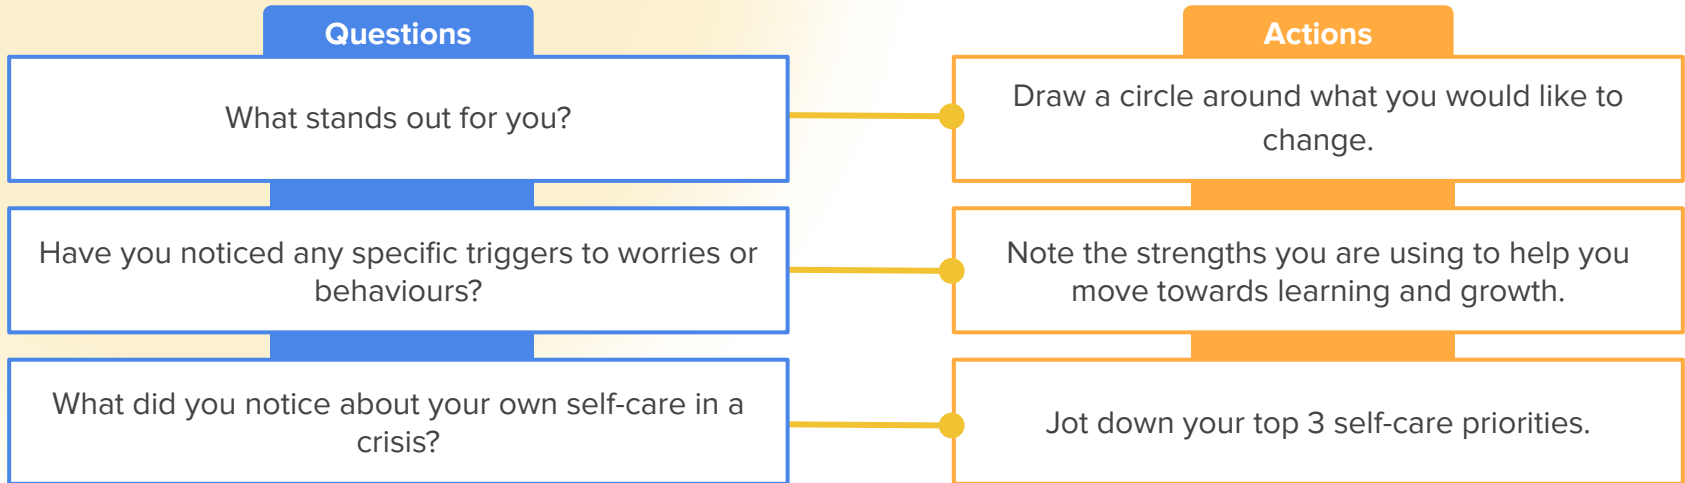 Questions
What stands out for you?
Have you noticed any specific triggers to worries or
behaviours?
What did you notice about your own self-care in a
crisis?
Actions
Draw a circle around what you would like to
change.
Note the strengths you are using to help you
move towards learning and growth.
Jot down your top 3 self-care priorities.